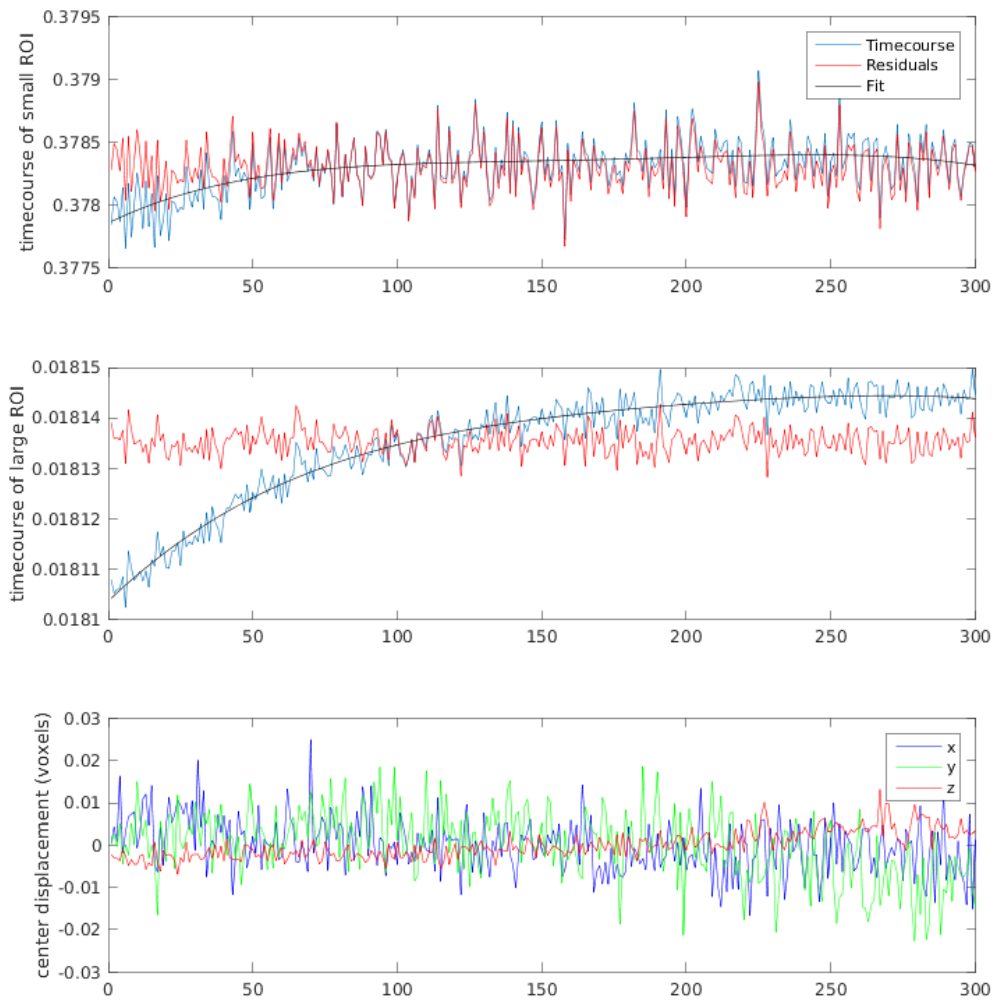 0.3795
0.379
0.3785
0.378
0.3775
timecourse of small ROI
Timecourse
Residuals
Fit
0 50 100 150 200 250 300
0.01815
0.01814
0.01813
0.01812
0.01811
0.0181
timecourse of large ROI
0 50 100 150 200 250 300
0.03
0.02
0.01
0
-0.01
-0.02
-0.03
center displacement (voxels)
x
y
z
0 50 100 150 200 250 300